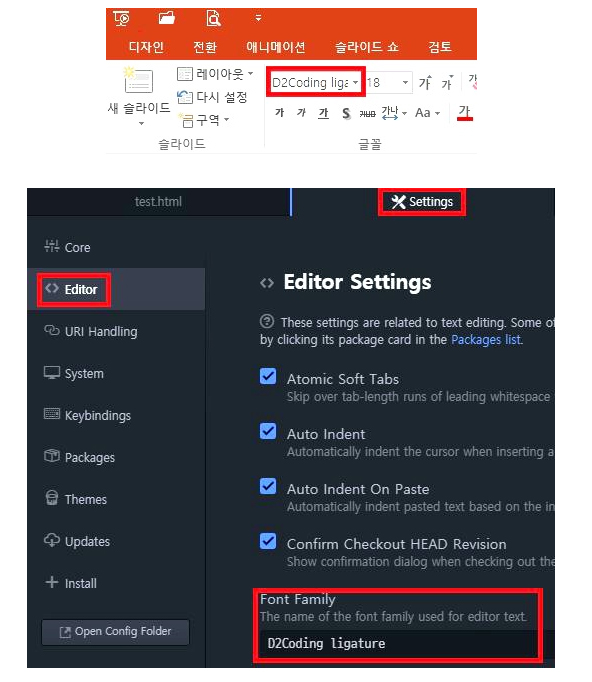 디자인 전환 애니메이션 슬라이드 쇼 검토
새 슬라이드
레이아웃
다시 설정
구역
슬라이드
D2Coding liga 18 가 가
가 가 가 S 가나 Aa 가
글꼴
test.html
Settings
Core
Editor
URI Handling
System
Keybindings
Packages
Themes
Updates
Install
Open Config Folder
Editor Settings
These settings are related to text editing. Some of
by clicking its package card in the Packages list.
Atomic Soft Tabs
Skip over tab-length runs of leading whitespace
Auto Indent
Automatically indent the cursor when inserting a
Auto Indent On Paste
Automatically indent pasted text based on the in
Confirm Checkout HEAD Revision
Show confirmation dialog when checking out the
Font Family
The name of the font family used for editor text.
D2Coding ligature